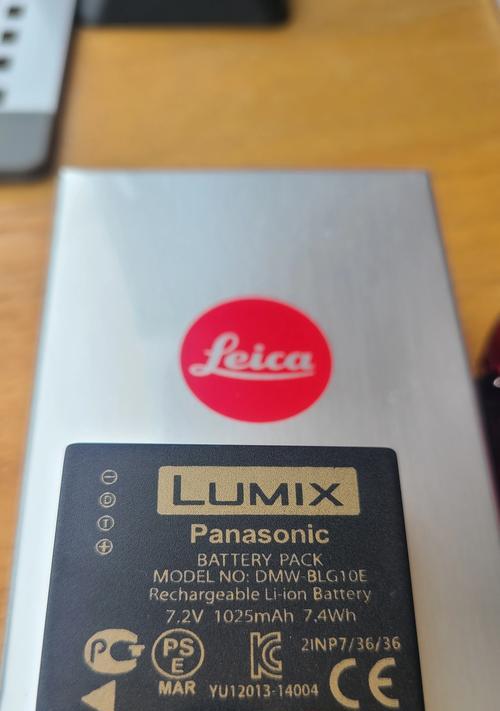 Leica
LUMIX
Panasonic
BATTERY PACK
MODEL NO: DMW-BLG10E
Rechargeable Li-ion Battery
7.2V 1025mAh 7.4Wh
D
T
2INP7/36/36
PS
E
MAR
YU12013-14004
CE